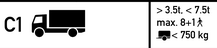 C1
> 3.5t. < 7.5t
max. 8+1
< 750 kg